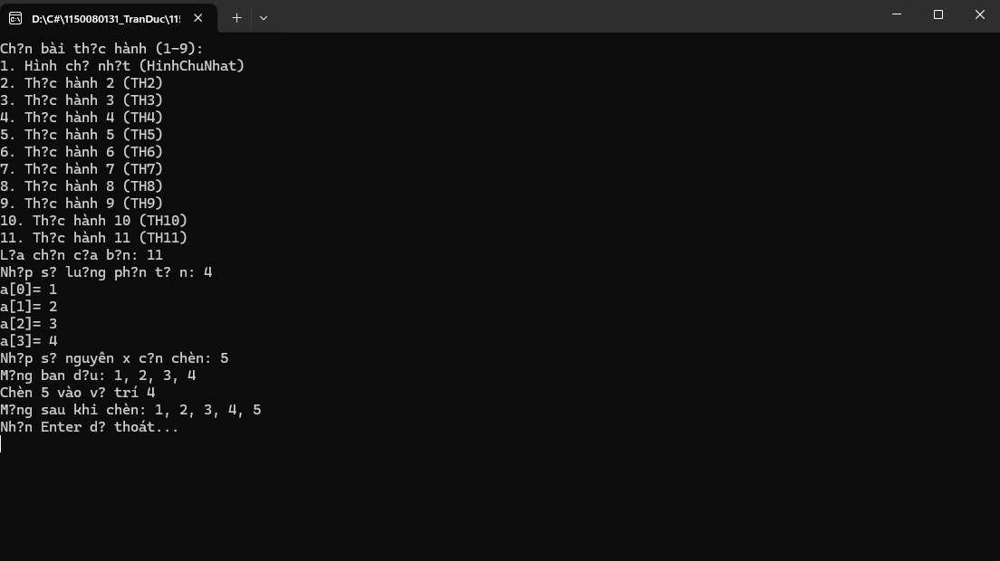 D:\C#\1150080131_TranDuc\11
Ch?n bài th?c hành (1-9):
1. Hình ch? nh?t (HinhChuNhat)
2. Th?c hành 2 (TH2)
3. Th?c hành 3 (TH3)
4. Th?c hành 4 (TH4)
5. Th?c hành 5 (TH5)
6. Th?c hành 6 (TH6)
7. Th?c hành 7 (TH7)
8. Th?c hành 8 (TH8)
9. Th?c hành 9 (TH9)
10. Th?c hành 10 (TH10)
11. Th?c hành 11 (TH11)
L?a ch?n c?a b?n: 11
Nh?p s? lu?ng ph?n t? n: 4
a[0]= 1
a[1]= 2
a[2]= 3
a[3]= 4
Nh?p s? nguyên x c?n chèn: 5
M?ng ban d?u: 1, 2, 3, 4
Chèn 5 vào v? trí 4
M?ng sau khi chèn: 1, 2, 3, 4, 5
Nh?n Enter d? thoát...